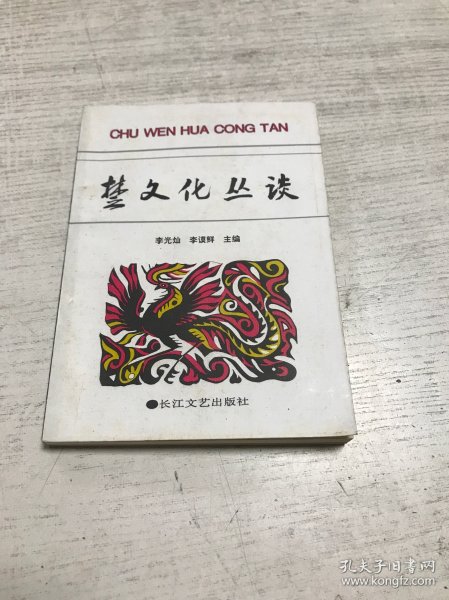 CHU WEN HUA CONG TAN
楚文化丛谈
李光灿 李谟鲜 主编
●长江文艺出版社
孔夫子旧书网
www.kongfz.com